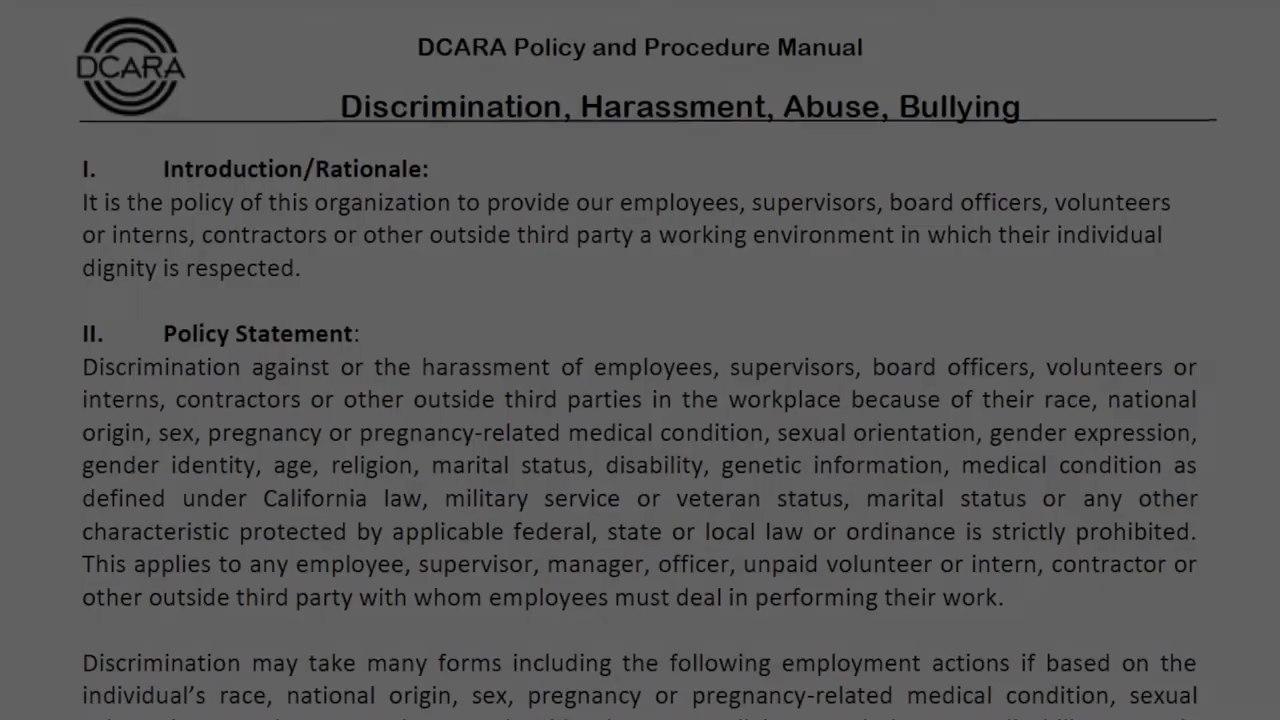 DCARA
DCARA Policy and Procedure Manual
Discrimination, Harassment, Abuse, Bullying
I. Introduction/Rationale:
It is the policy of this organization to provide our employees, supervisors, board officers, volunteers
or interns, contractors or other outside third party a working environment in which their individual
dignity is respected.
II. Policy Statement:
Discrimination against or the harassment of employees, supervisors, board officers, volunteers or
interns, contractors or other outside third parties in the workplace because of their race, national
origin, sex, pregnancy or pregnancy-related medical condition, sexual orientation, gender expression,
gender identity, age, religion, marital status, disability, genetic information, medical condition as
defined under California law, military service or veteran status, marital status or any other
characteristic protected by applicable federal, state or local law or ordinance is strictly prohibited.
This applies to any employee, supervisor, manager, officer, unpaid volunteer or intern, contractor or
other outside third party with whom employees must deal in performing their work.
Discrimination may take many forms including the following employment actions if based on the
individual's race, national origin, sex, pregnancy or pregnancy-related medical condition, sexual